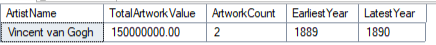 ArtistName TotalArtworkValue ArtworkCount EarliestYear LatestYear
Vincent van Gogh 150000000.00 2 1889 1890